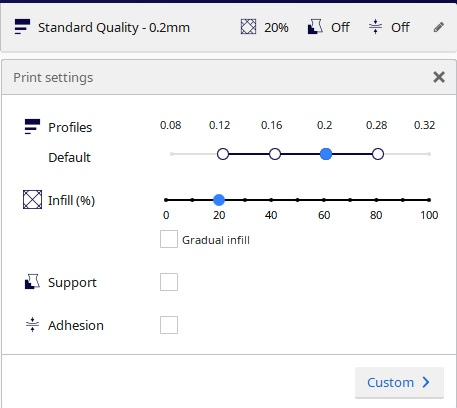 Standard Quality - 0.2mm 20% Off Off
Print settings
Profiles 0.08 0.12 0.16 0.2 0.28 0.32
Default
Infill (%)
0 20 40 60 80 100
Gradual infill
Support
Adhesion
Custom